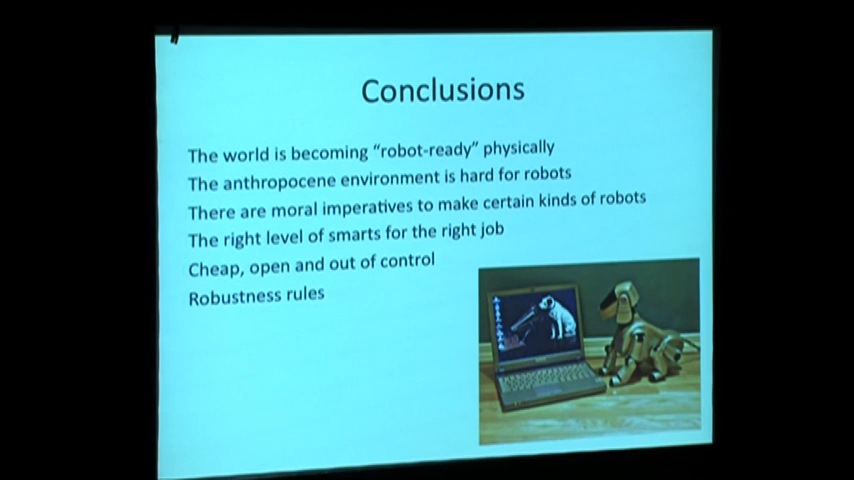 Conclusions
The world is becoming “robot-ready” physically
The anthropocene environment is hard for robots
There are moral imperatives to make certain kinds of robots
The right level of smarts for the right job
Cheap, open and out of control
Robustness rules